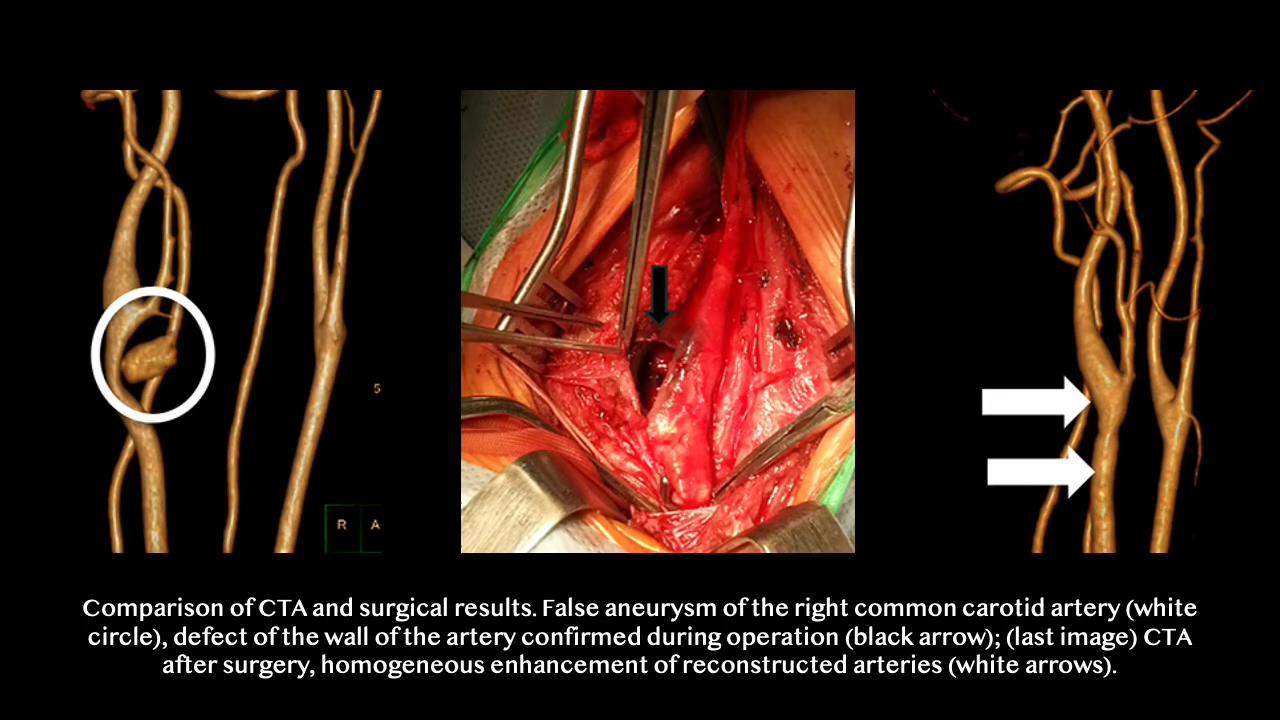 5
R A
Comparison of CTA and surgical results. False aneurysm of the right common carotid artery (white
circle), defect of the wall of the artery confirmed during operation (black arrow); (last image) CTA
after surgery, homogeneous enhancement of reconstructed arteries (white arrows).